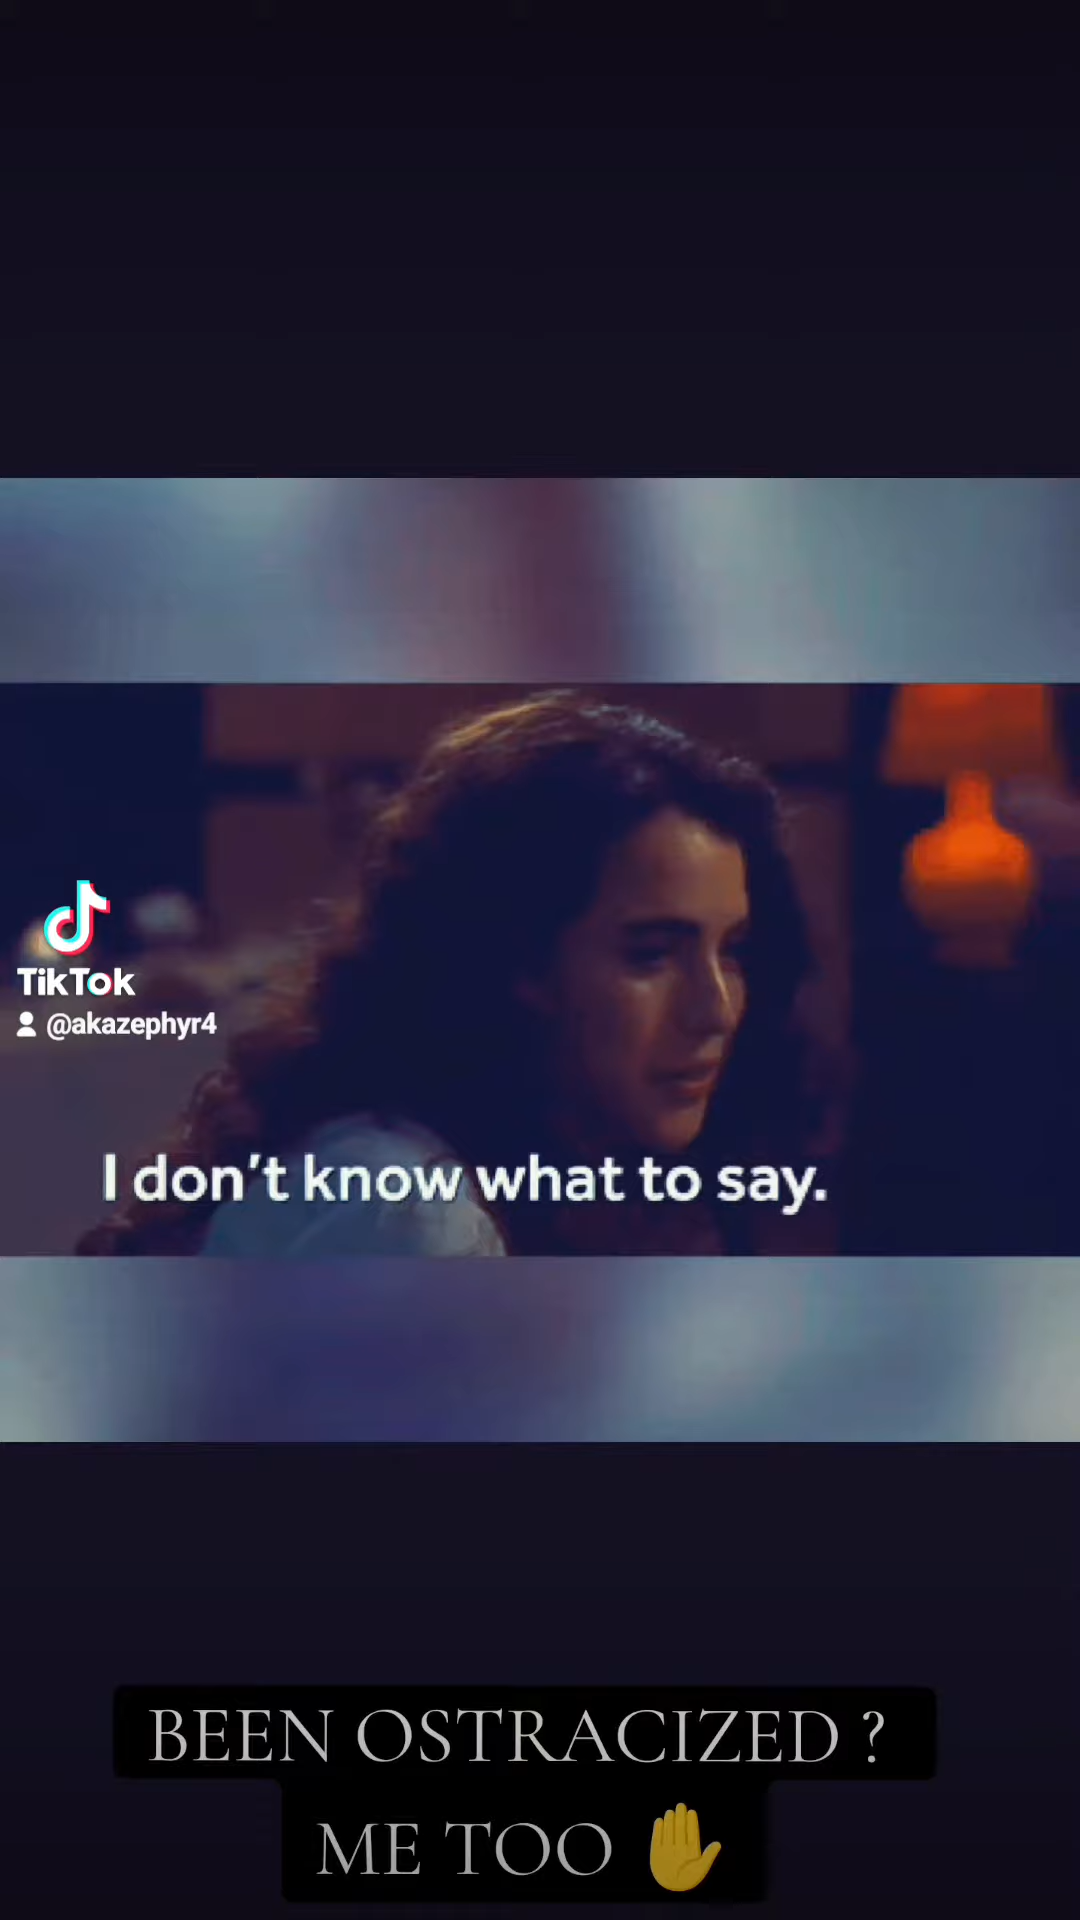 TikTok
@akazephyr4
I don't know what to say.
BEEN OSTRACIZED ?
ME TOO ✋